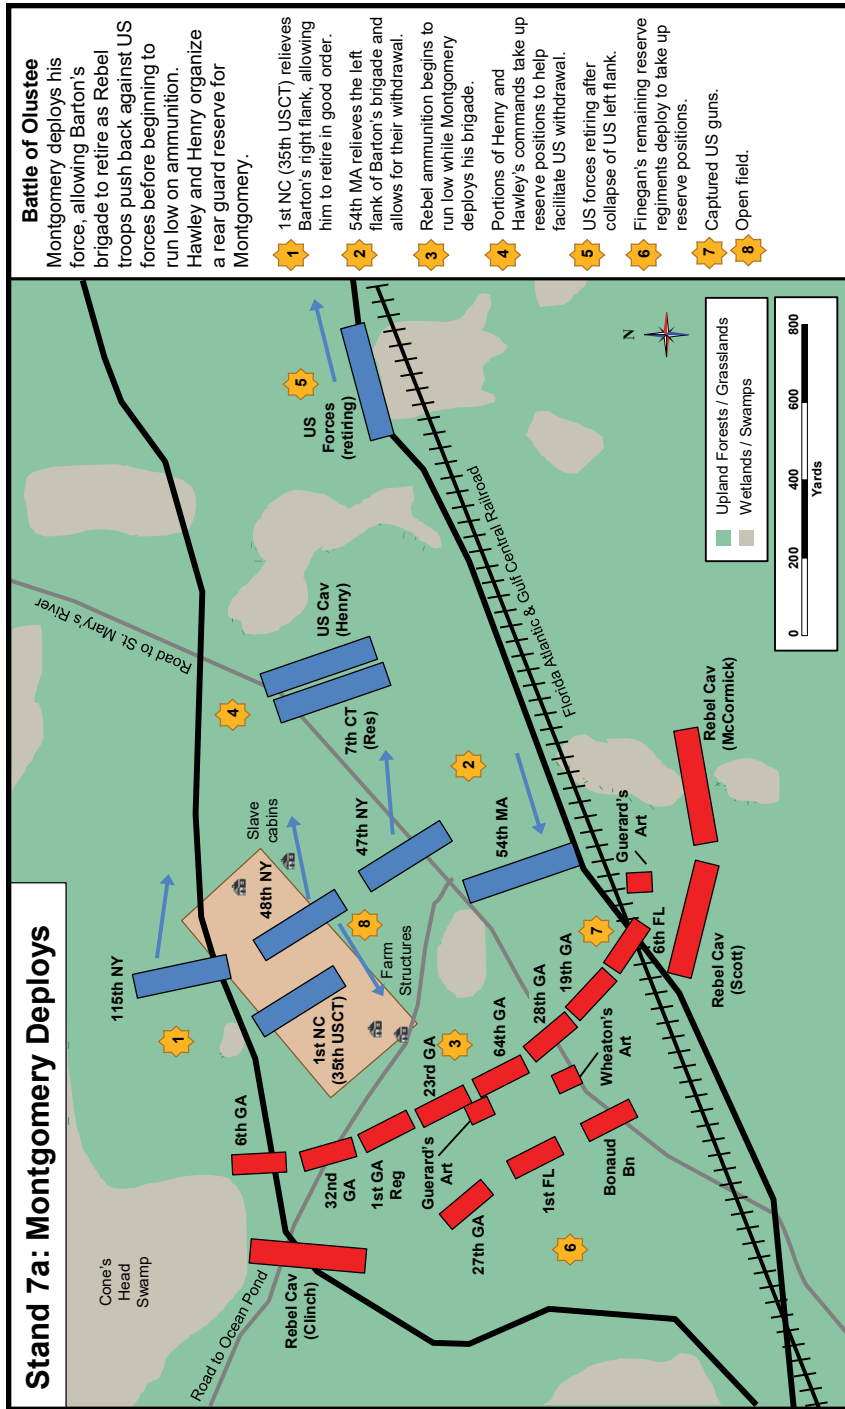 Stand 7a: Montgomery Deploys
Cone's
Head
Swamp
Road to Ocean Pond
Rebel Cav
(Clinch)
6th GA
32nd
GA
1st GA
Reg
Guerard's
Art
27th GA
1st FL
Bonaud
Bn
6
1
115th NY
1st NC
(35th USCT)
48th NY
Slave
cabins
Farm
Structures
8
3
23rd GA
64th GA
28th GA
19th GA
Wheaton's
Art
7
6th FL
Guerard's
Art
Rebel Cav
(Scott)
Rebel Cav
(McCormick)
47th NY
54th MA
2
4
7th CT
(Res)
US Cav
(Henry)
Road to St. Mary's River
Florida Atlantic & Gulf Central Railroad
US
Forces
(retiring)
5
N
Upland Forests / Grasslands
Wetlands / Swamps
0 200 400 600 800
Yards
Battle of Olustee
Montgomery deploys his
force, allowing Barton's
brigade to retire as Rebel
troops push back against US
forces before beginning to
run low on ammunition.
Hawley and Henry organize
a rear guard reserve for
Montgomery.
1 1st NC (35th USCT) relieves
Barton's right flank, allowing
him to retire in good order.
2 54th MA relieves the left
flank of Barton's brigade and
allows for their withdrawal.
3 Rebel ammunition begins to
run low while Montgomery
deploys his brigade.
4 Portions of Henry and
Hawley's commands take up
reserve positions to help
facilitate US withdrawal.
5 US forces retiring after
collapse of US left flank.
6 Finegan's remaining reserve
regiments deploy to take up
reserve positions.
7 Captured US guns.
8 Open field.